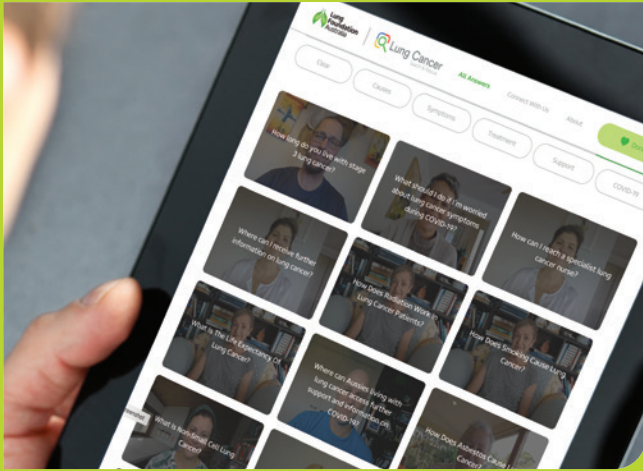 Lung
Foundation
Australia
Lung Cancer
All Answers
Connect With Us
About
Clear
Causes
Symptoms
Treatment
Support
COVID-19
How long do you live with stage
3 lung cancer?
What should I do if I'm worried
about lung cancer symptoms
during COVID-19?
How can I reach a specialist lung
cancer nurse?
Where can I receive further
information on lung cancer?
How Does Radiation Work In
Lung Cancer Patients?
How Does Smoking Cause Lung
Cancer?
What Is The Life Expectancy Of
Lung Cancer?
Where can Aussies living with
lung cancer access further
support and information on
COVID-19?
How Does Asbestos Cause
Cancer?
What Is Non-Small Cell Lung
Cancer?